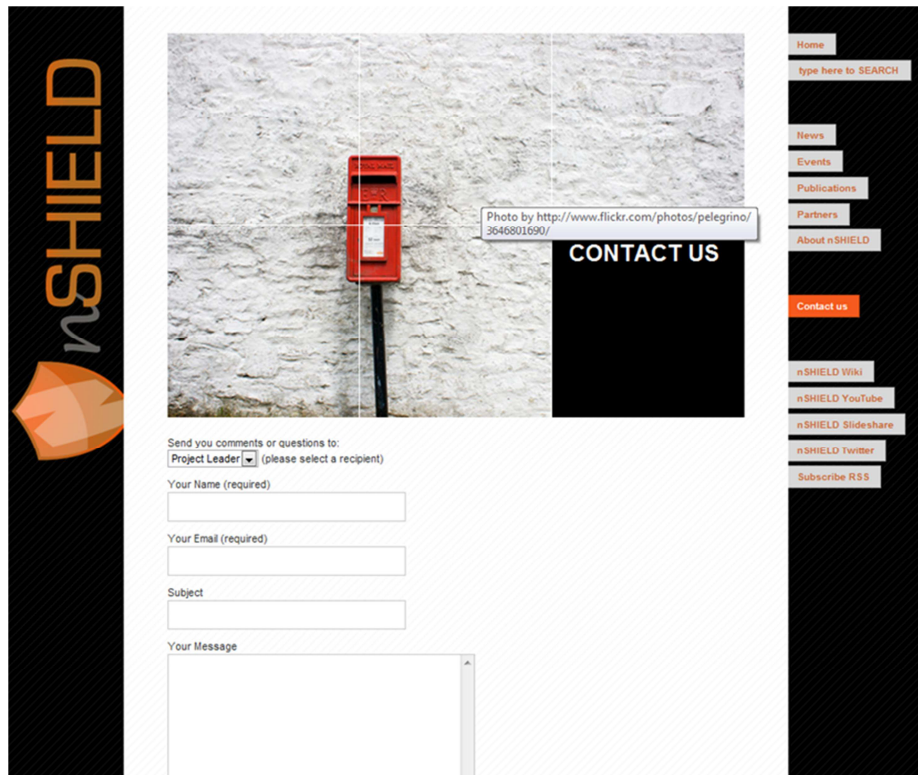 nSHIELD
EIIR
Photo by http://www.flickr.com/photos/pelegrino/
3646801690/
CONTACT US
Send you comments or questions to:
Project Leader (please select a recipient)
Your Name (required)
Your Email (required)
Subject
Your Message
Home
type here to SEARCH
News
Events
Publications
Partners
About nSHIELD
Contact us
nSHIELD Wiki
nSHIELD YouTube
nSHIELD Slideshare
nSHIELD Twitter
Subscribe RSS